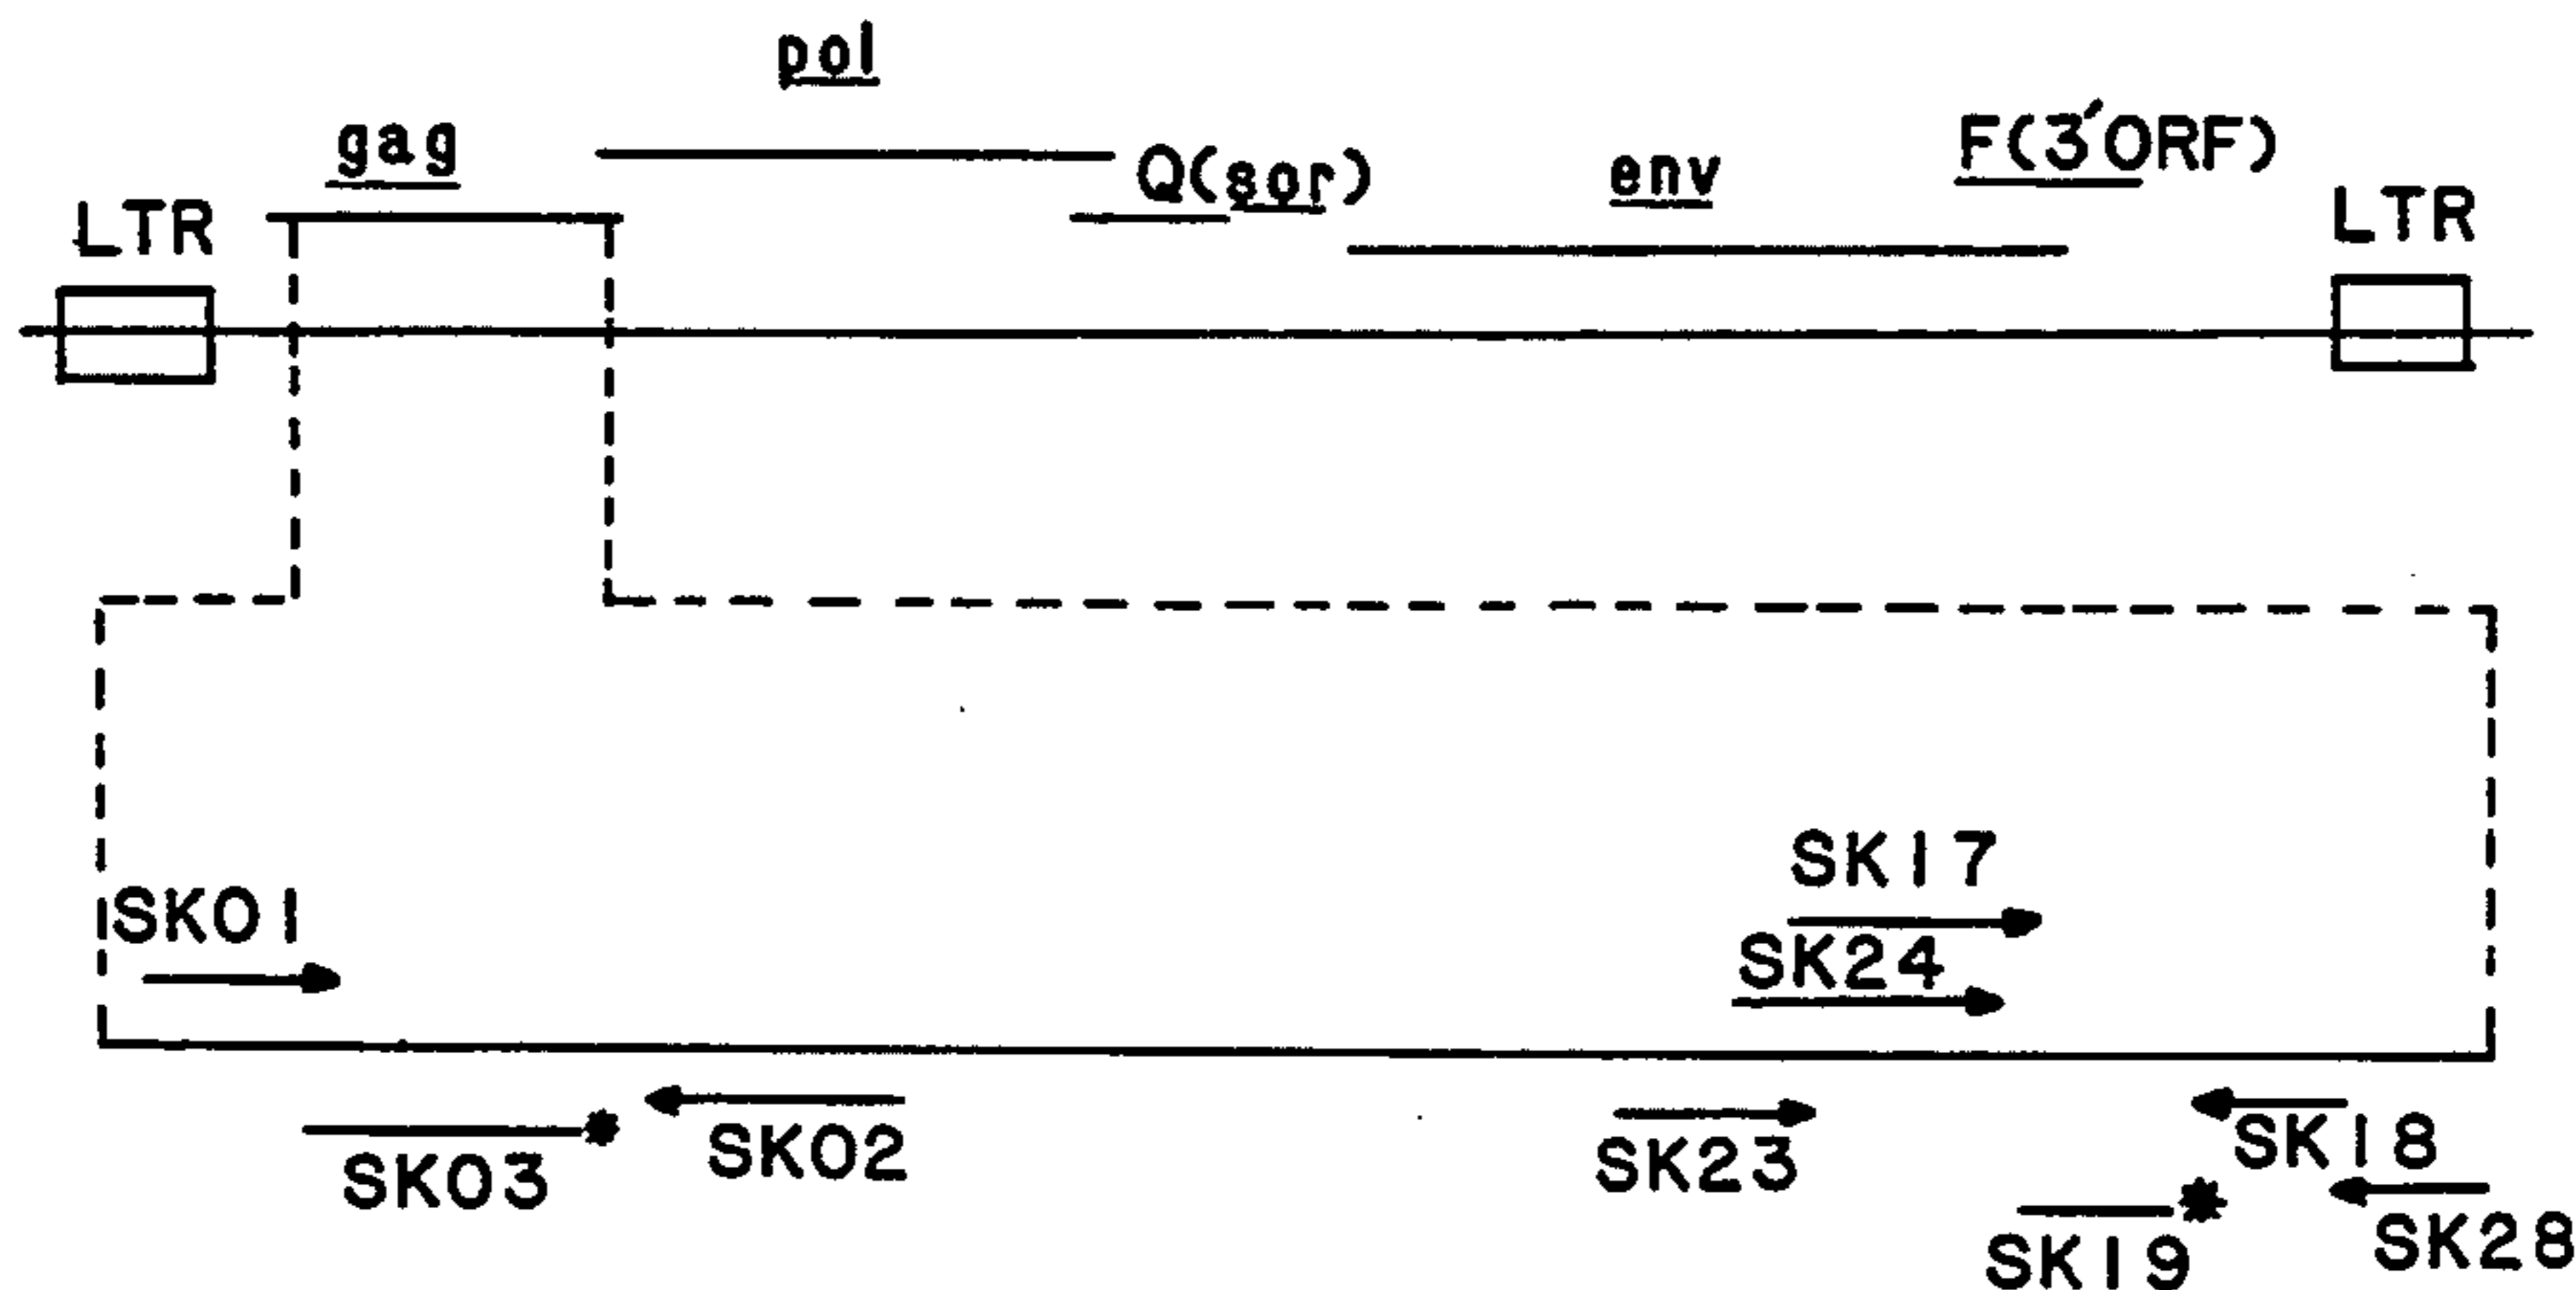 pol
gag
Q(sor)
env
F(3'ORF)
LTR
LTR
SK01
SK17
SK24
SK03
SK02
SK23
SK18
SK19
SK28